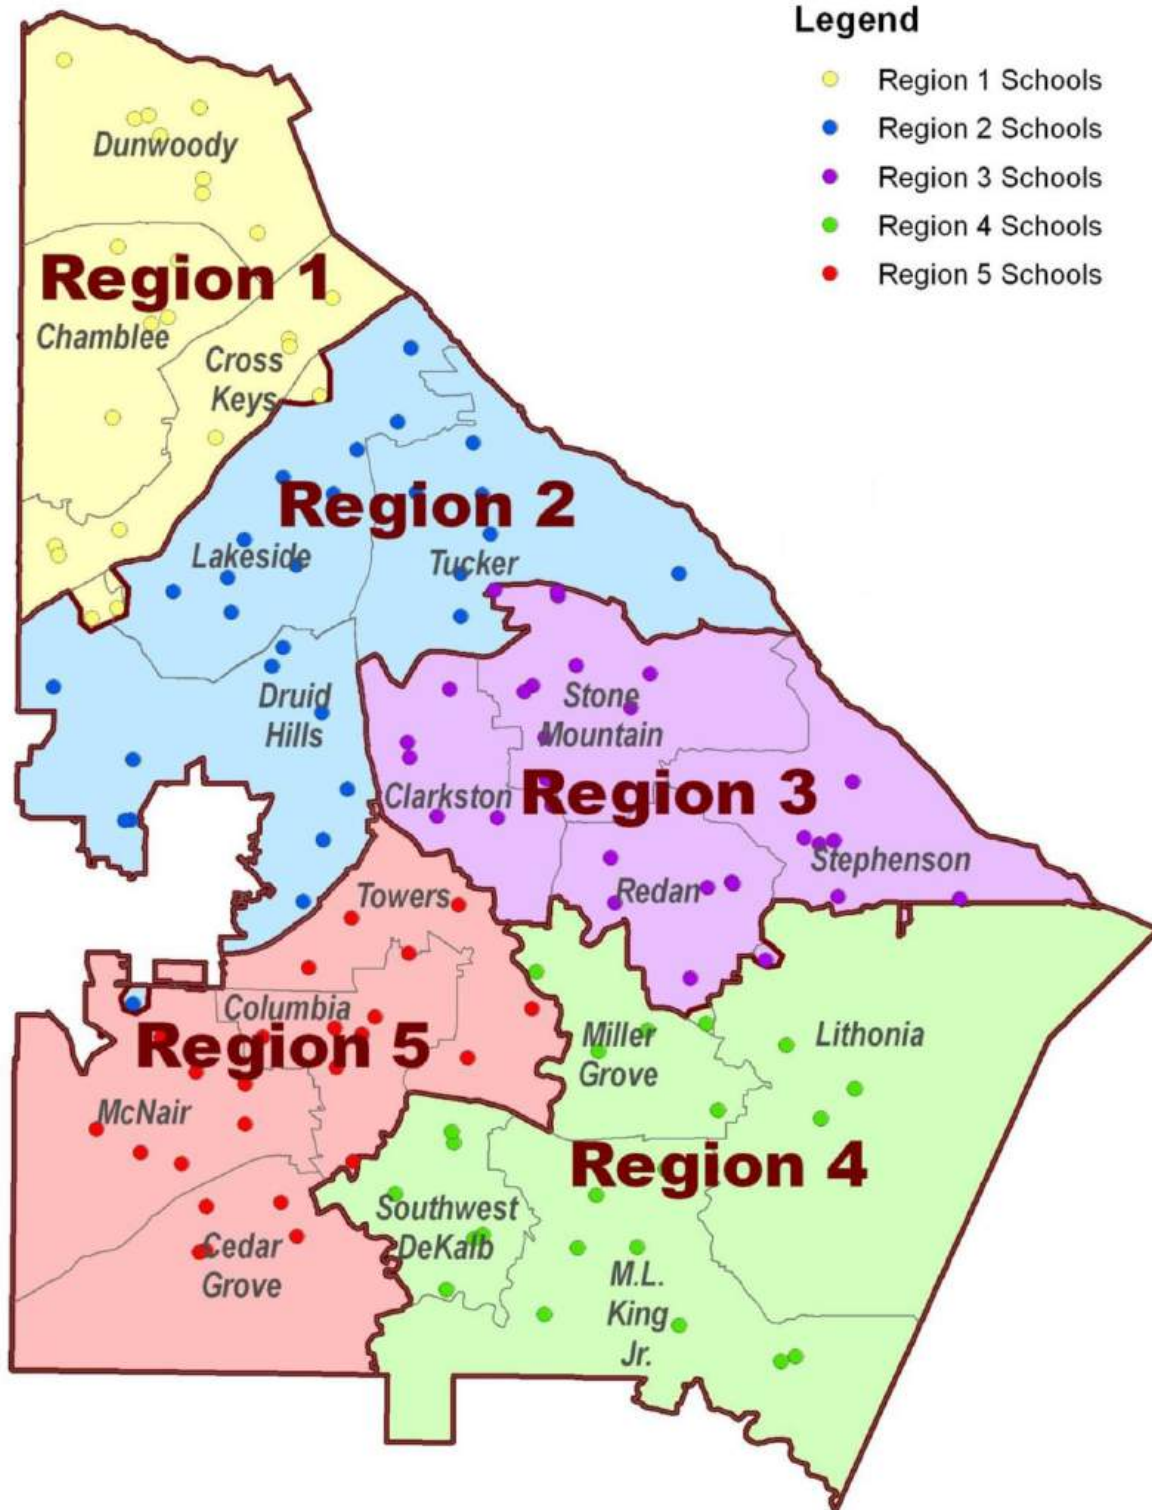 Legend
Region 1 Schools
Region 2 Schools
Region 3 Schools
Region 4 Schools
Region 5 Schools
Dunwoody
Region 1
Chamblee
Cross
Keys
Region 2
Lakeside
Tucker
Druid
Hills
Stone
Mountain
Clarkston
Region 3
Stephenson
Redan
Towers
Columbia
Region 5
McNair
Miller
Grove
Lithonia
Region 4
Southwest
DeKalb
Cedar
Grove
M.L.
King
Jr.